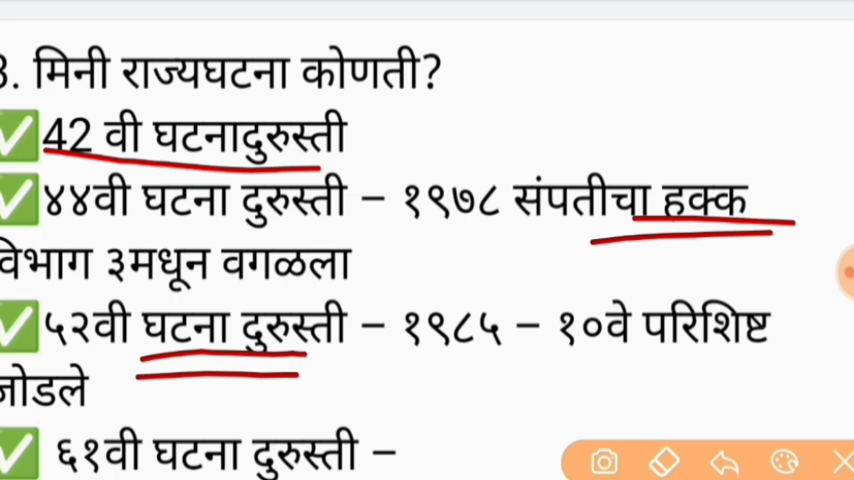 3. मिनी राज्यघटना कोणती?
✅42 वी घटनादुरुस्ती
✅४४वी घटना दुरुस्ती – १९७८ संपतीचा हक्क
विभाग ३मधून वगळला
✅५२वी घटना दुरुस्ती – १९८५ – १०वे परिशिष्ट
जोडले
✅ ६१वी घटना दुरुस्ती –